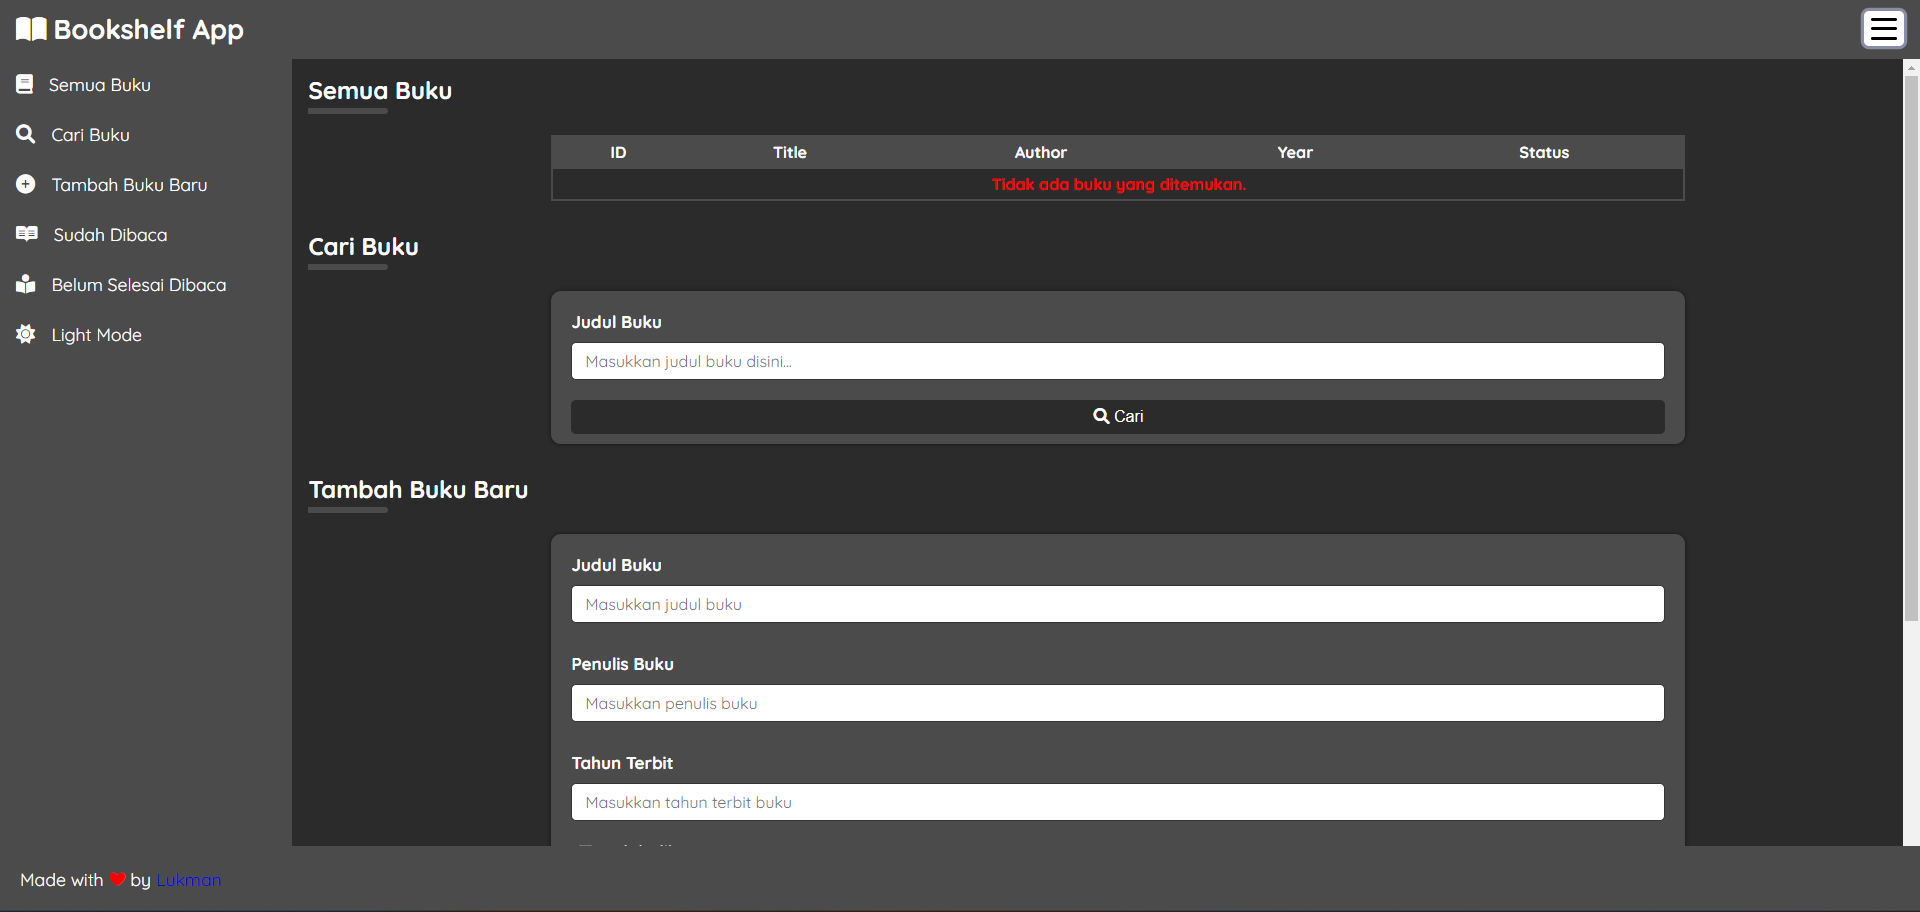 Bookshelf App
Semua Buku
Cari Buku
Tambah Buku Baru
Sudah Dibaca
Belum Selesai Dibaca
Light Mode
Semua Buku
ID Title Author Year Status
Tidak ada buku yang ditemukan.
Cari Buku
Judul Buku
Masukkan judul buku disini...
Cari
Tambah Buku Baru
Judul Buku
Masukkan judul buku
Penulis Buku
Masukkan penulis buku
Tahun Terbit
Masukkan tahun terbit buku
Made with by Lukman